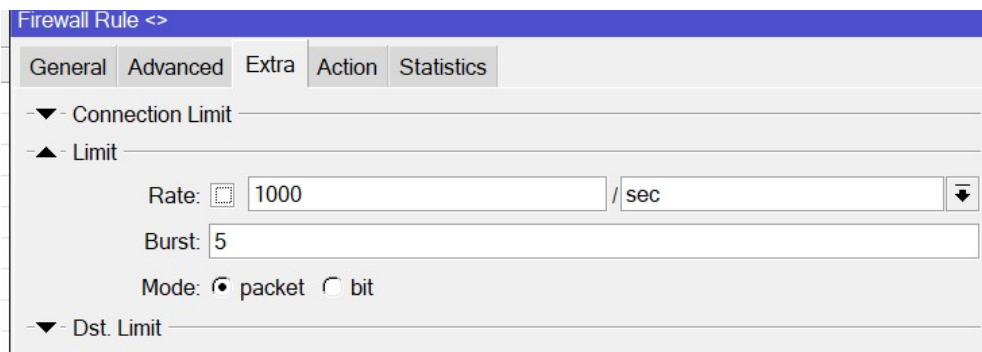 Firewall Rule <>
General Advanced Extra Action Statistics
Connection Limit
Limit
Rate: 1000 / sec
Burst: 5
Mode: packet bit
Dst. Limit